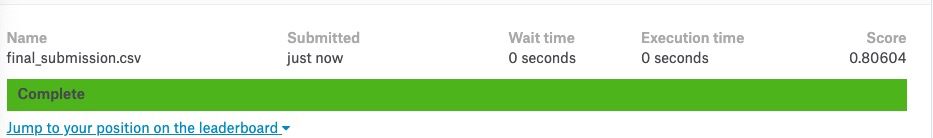 Name Submitted Wait time Execution time Score
final_submission.csv just now 0 seconds 0 seconds 0.80604
Complete
Jump to your position on the leaderboard